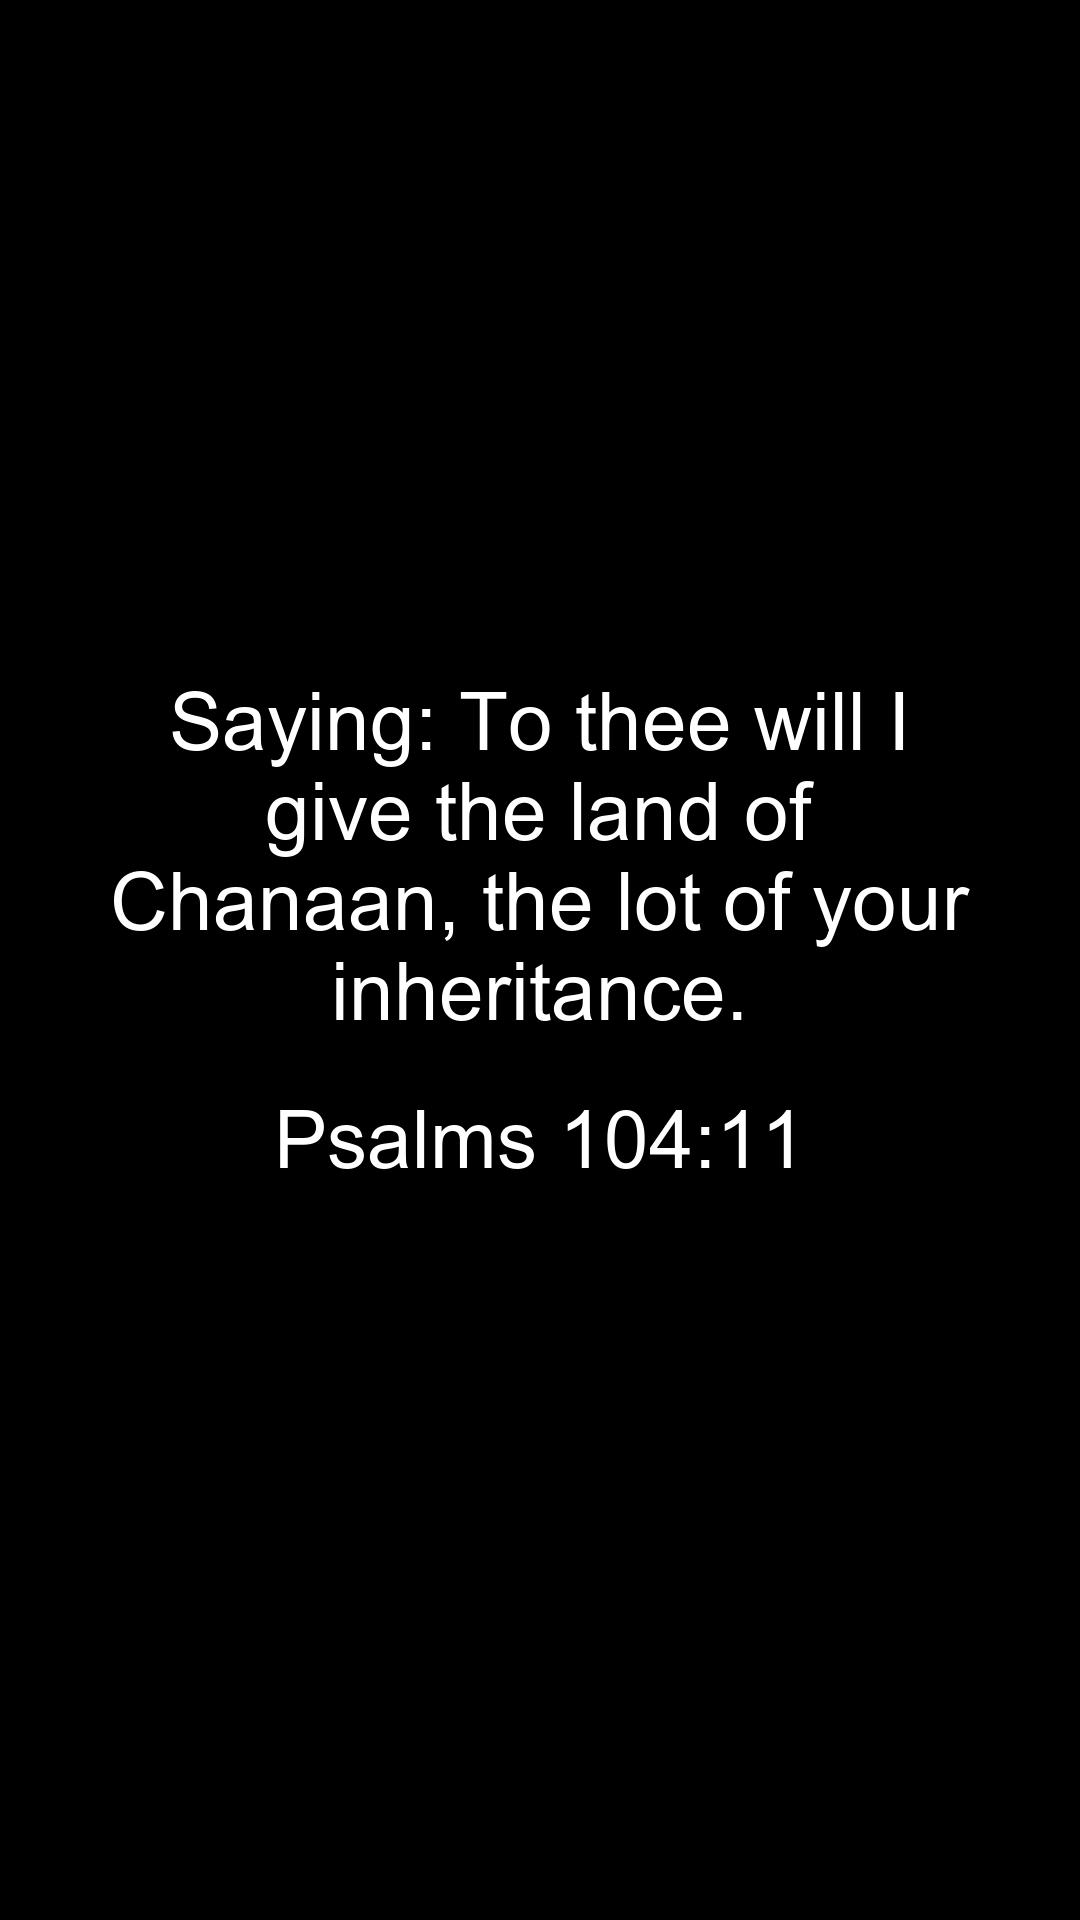 Saying: To thee will I
give the land of
Chanaan, the lot of your
inheritance.
Psalms 104:11